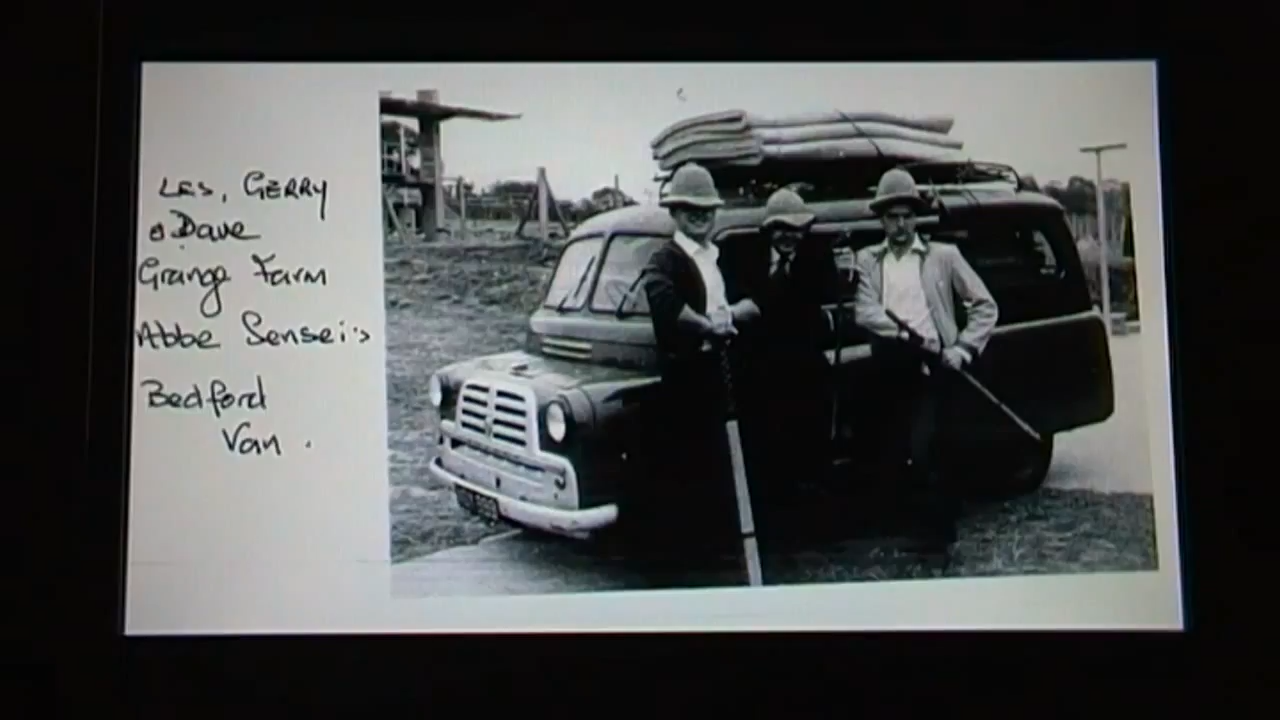 LES, GERRY
& Dave
Grange Farm
Abbe Sensei's
Bedford
Van .